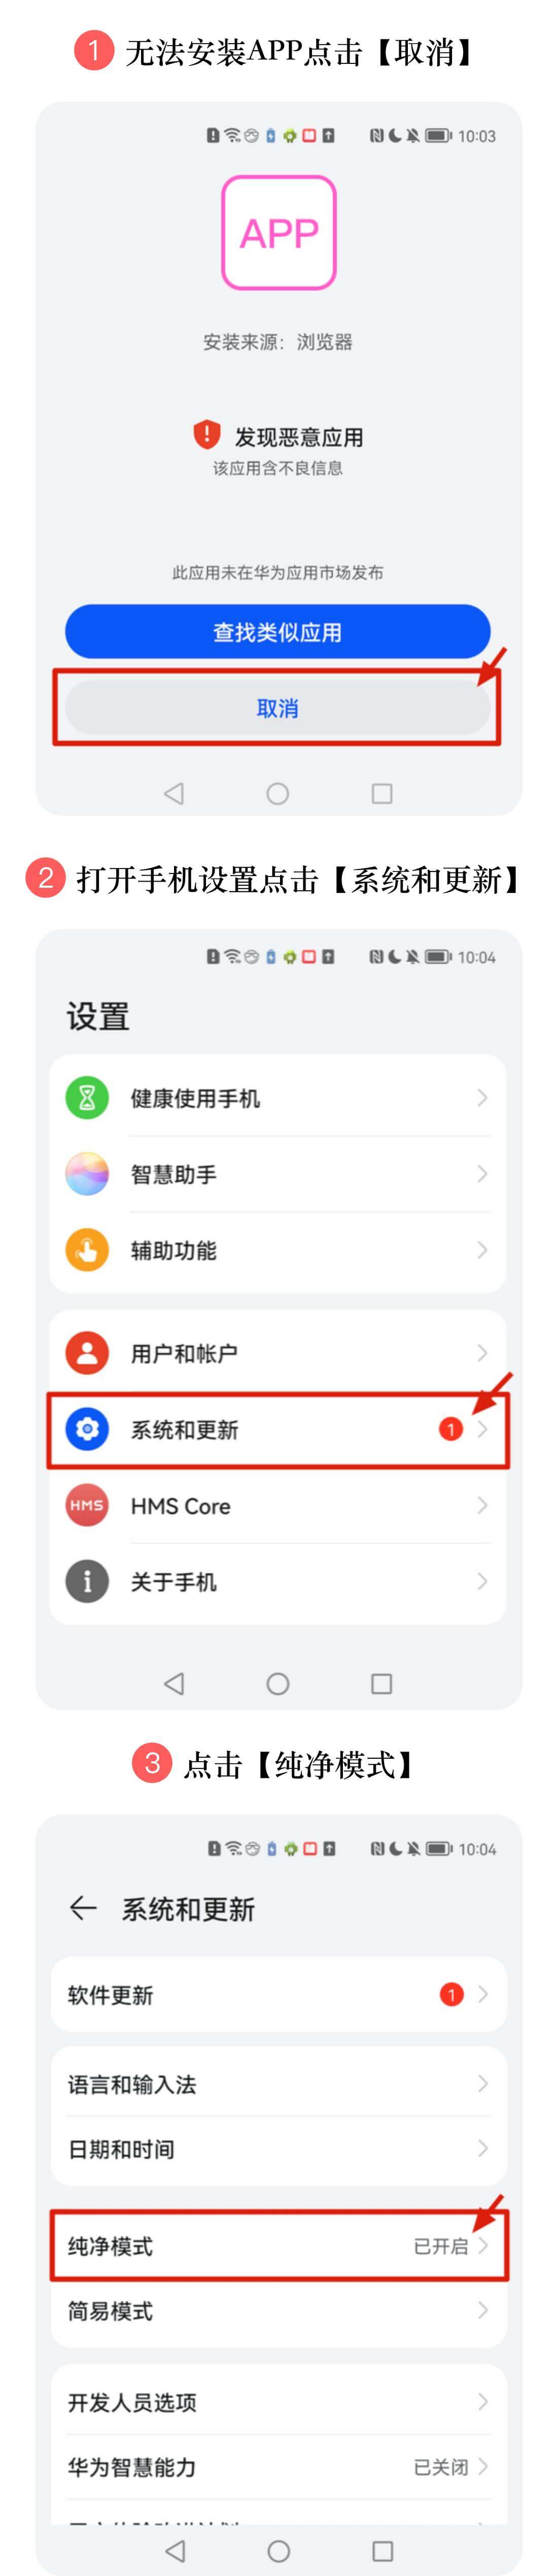 1 无法安装APP点击【取消】
10:03
APP
安装来源：浏览器
发现恶意应用
该应用含不良信息
此应用未在华为应用市场发布
查找类似应用
取消
2 打开手机设置点击【系统和更新】
10:04
设置
健康使用手机
智慧助手
辅助功能
用户和帐户
系统和更新 1
HMS HMS Core
关于手机
3 点击【纯净模式】
10:04
系统和更新
软件更新 1
语言和输入法
日期和时间
纯净模式 已开启
简易模式
开发人员选项
华为智慧能力 已关闭